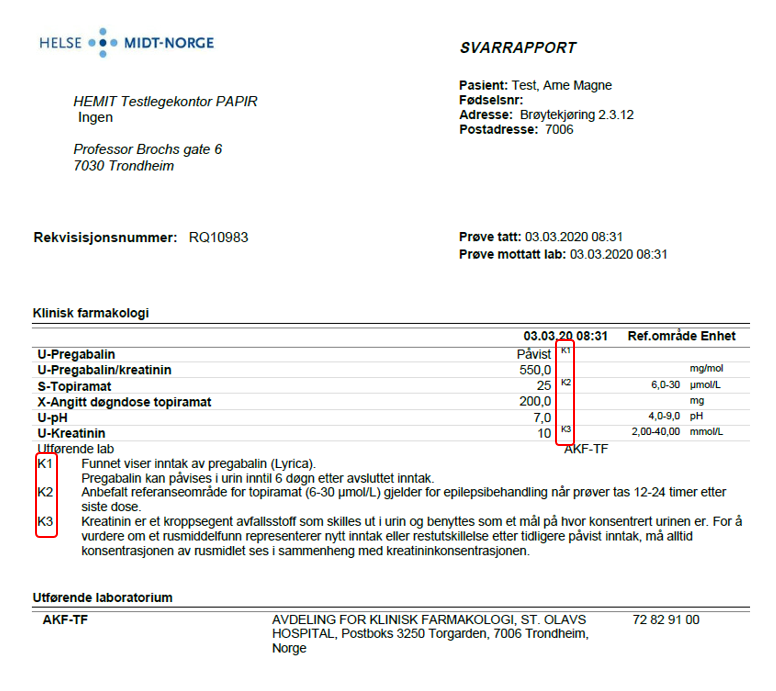 HELSE MIDT-NORGE
SVARRAPPORT
HEMIT Testlegekontor PAPIR
Ingen
Professor Brochs gate 6
7030 Trondheim
Pasient: Test, Arne Magne
Fødselsnr:
Adresse: Brøytekjøring 2.3.12
Postadresse: 7006
Rekvisisjonsnummer: RQ10983
Prøve tatt: 03.03.2020 08:31
Prøve mottatt lab: 03.03.2020 08:31
Klinisk farmakologi
03.03.20 08:31 Ref.område Enhet
U-Pregabalin Påvist K1
U-Pregabalin/kreatinin 550,0 mg/mol
S-Topiramat 25 K2 6,0-30 µmol/L
X-Angitt døgndose topiramat 200,0 mg
U-pH 7,0 4,0-9,0 pH
U-Kreatinin 10 K3 2,00-40,00 mmol/L
Utførende lab AKF-TF
K1 Funnet viser inntak av pregabalin (Lyrica).
Pregabalin kan påvises i urin inntil 6 døgn etter avsluttet inntak.
K2 Anbefalt referanseområde for topiramat (6-30 µmol/L) gjelder for epilepsibehandling når prøver tas 12-24 timer etter
siste dose.
K3 Kreatinin er et kroppsegent avfallsstoff som skilles ut i urin og benyttes som et mål på hvor konsentrert urinen er. For å
vurdere om et rusmiddelfunn representerer nytt inntak eller restutskillelse etter tidligere påvist inntak, må alltid
konsentrasjonen av rusmidlet ses i sammenheng med kreatininkonsentrasjonen.
Utførende laboratorium
AKF-TF AVDELING FOR KLINISK FARMAKOLOGI, ST. OLAVS 72 82 91 00
HOSPITAL, Postboks 3250 Torgarden, 7006 Trondheim,
Norge